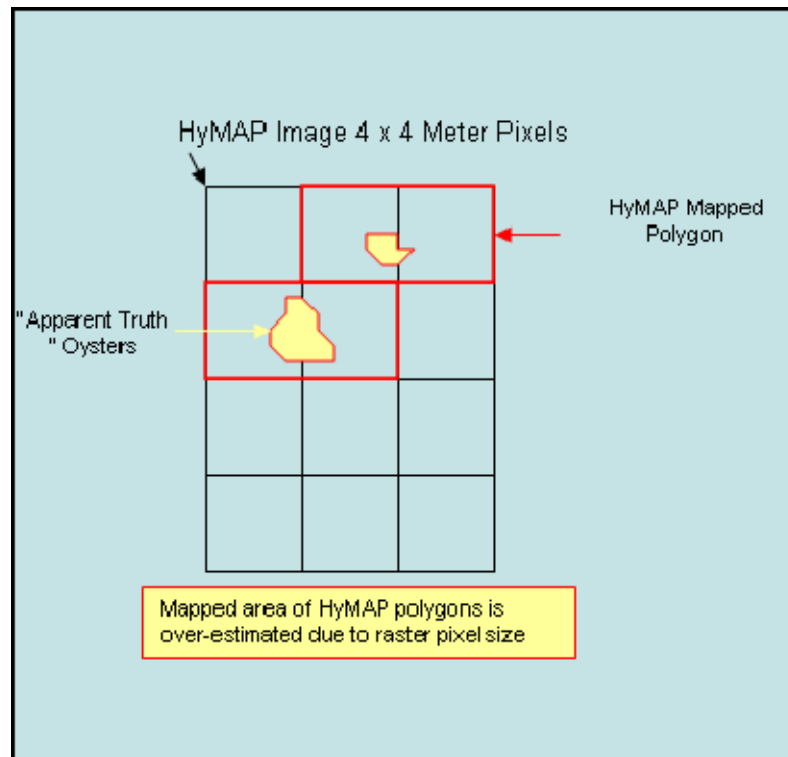 HyMAP Image 4 x 4 Meter Pixels
HyMAP Mapped
Polygon
"Apparent Truth
" Oysters
Mapped area of HyMAP polygons is
over-estimated due to raster pixel size